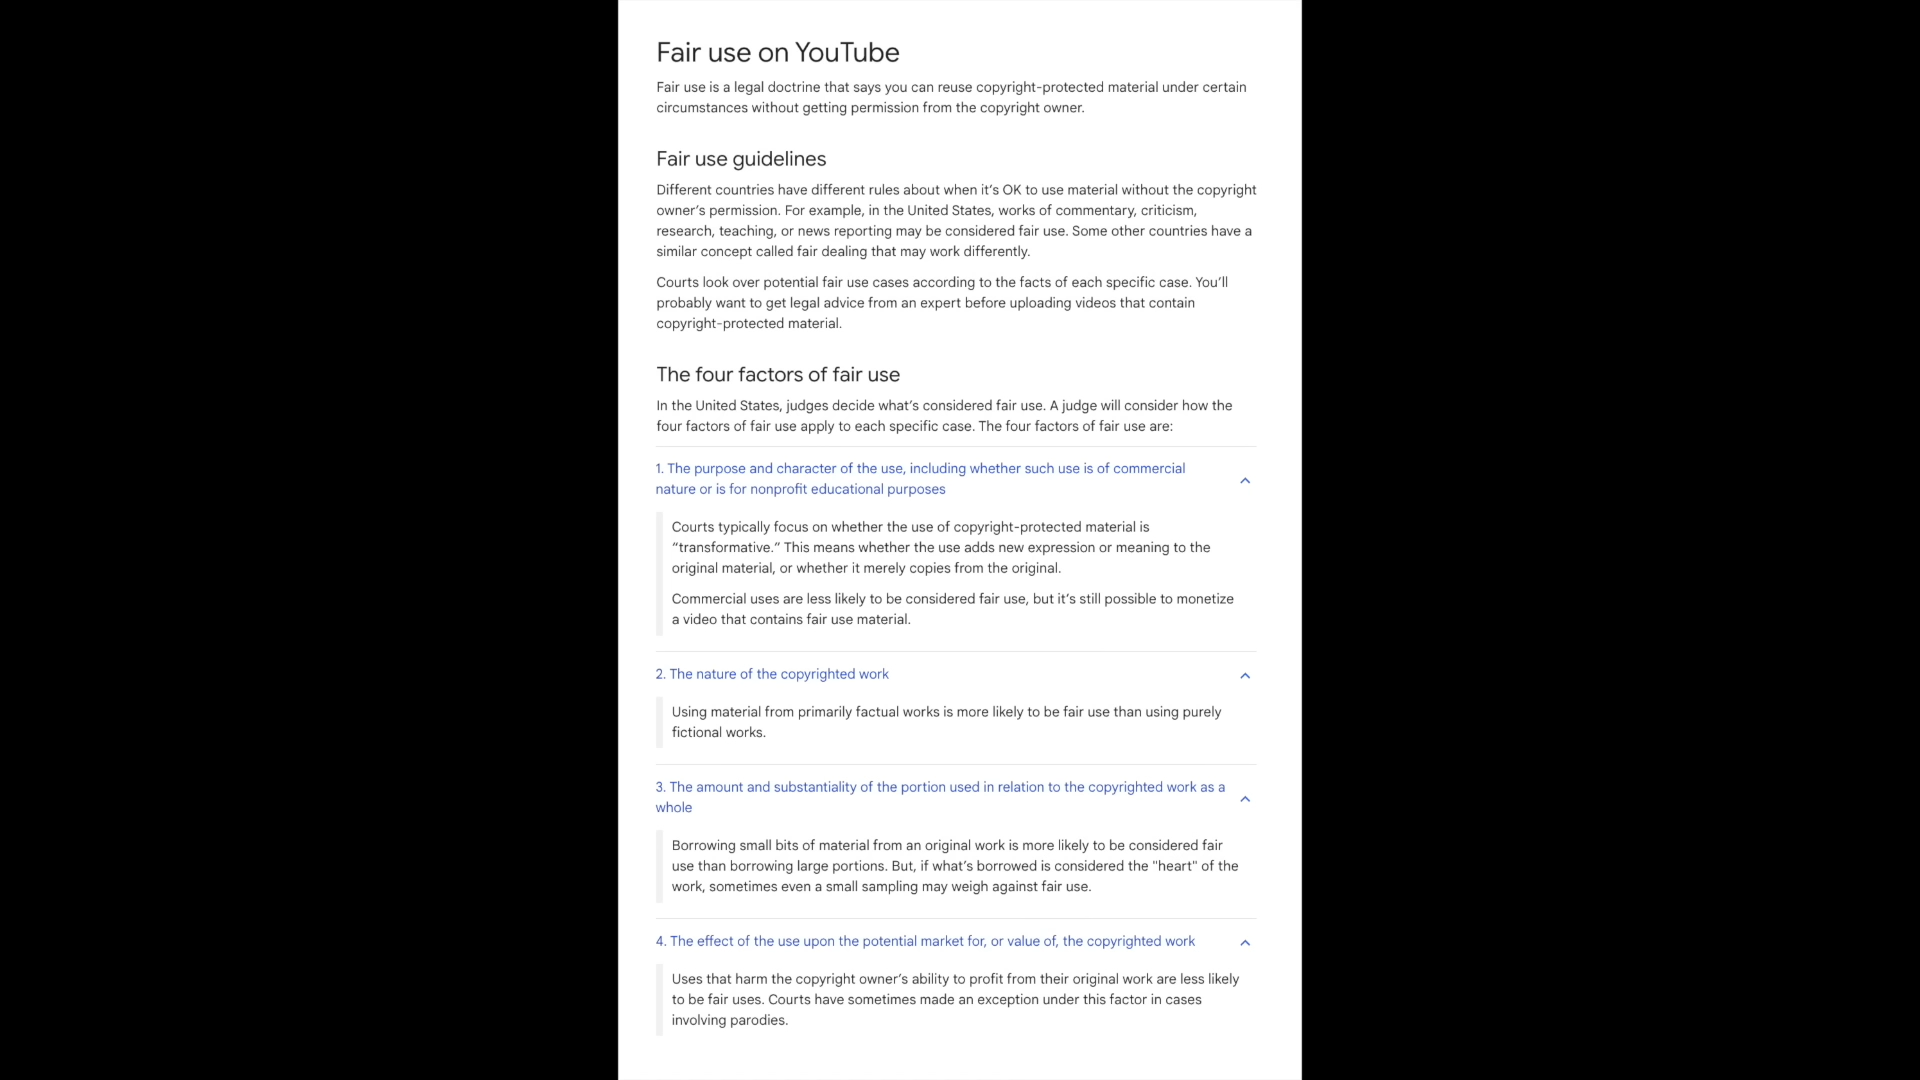 Fair use on YouTube
Fair use is a legal doctrine that says you can reuse copyright-protected material under certain
circumstances without getting permission from the copyright owner.
Fair use guidelines
Different countries have different rules about when it’s OK to use material without the copyright
owner’s permission. For example, in the United States, works of commentary, criticism,
research, teaching, or news reporting may be considered fair use. Some other countries have a
similar concept called fair dealing that may work differently.
Courts look over potential fair use cases according to the facts of each specific case. You’ll
probably want to get legal advice from an expert before uploading videos that contain
copyright-protected material.
The four factors of fair use
In the United States, judges decide what’s considered fair use. A judge will consider how the
four factors of fair use apply to each specific case. The four factors of fair use are:
1. The purpose and character of the use, including whether such use is of commercial
nature or is for nonprofit educational purposes
Courts typically focus on whether the use of copyright-protected material is
“transformative.” This means whether the use adds new expression or meaning to the
original material, or whether it merely copies from the original.
Commercial uses are less likely to be considered fair use, but it’s still possible to monetize
a video that contains fair use material.
2. The nature of the copyrighted work
Using material from primarily factual works is more likely to be fair use than using purely
fictional works.
3. The amount and substantiality of the portion used in relation to the copyrighted work as a
whole
Borrowing small bits of material from an original work is more likely to be considered fair
use than borrowing large portions. But, if what’s borrowed is considered the "heart" of the
work, sometimes even a small sampling may weigh against fair use.
4. The effect of the use upon the potential market for, or value of, the copyrighted work
Uses that harm the copyright owner’s ability to profit from their original work are less likely
to be fair uses. Courts have sometimes made an exception under this factor in cases
involving parodies.